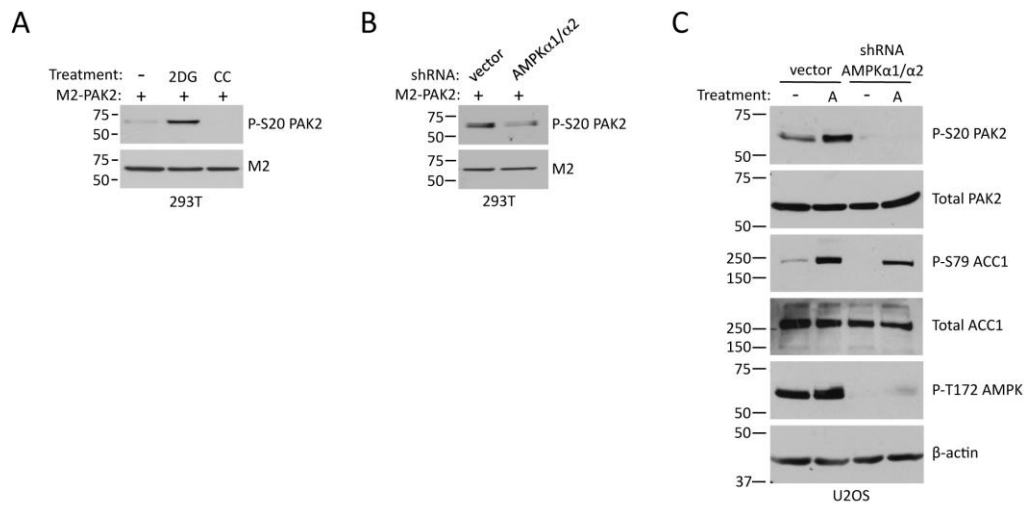 A
Treatment: - 2DG CC
M2-PAK2: + + +
75-
50-
P-S20 PAK2
75-
50-
M2
293T
B
shRNA: vector AMPKα1/α2
M2-PAK2: + +
75-
50-
P-S20 PAK2
75-
50-
M2
293T
C
shRNA
vector AMPKα1/α2
Treatment: - A - A
75-
50-
P-S20 PAK2
75-
50-
Total PAK2
250-
150-
P-S79 ACC1
250-
150-
Total ACC1
75-
50-
P-T172 AMPK
50-
37-
β-actin
U2OS